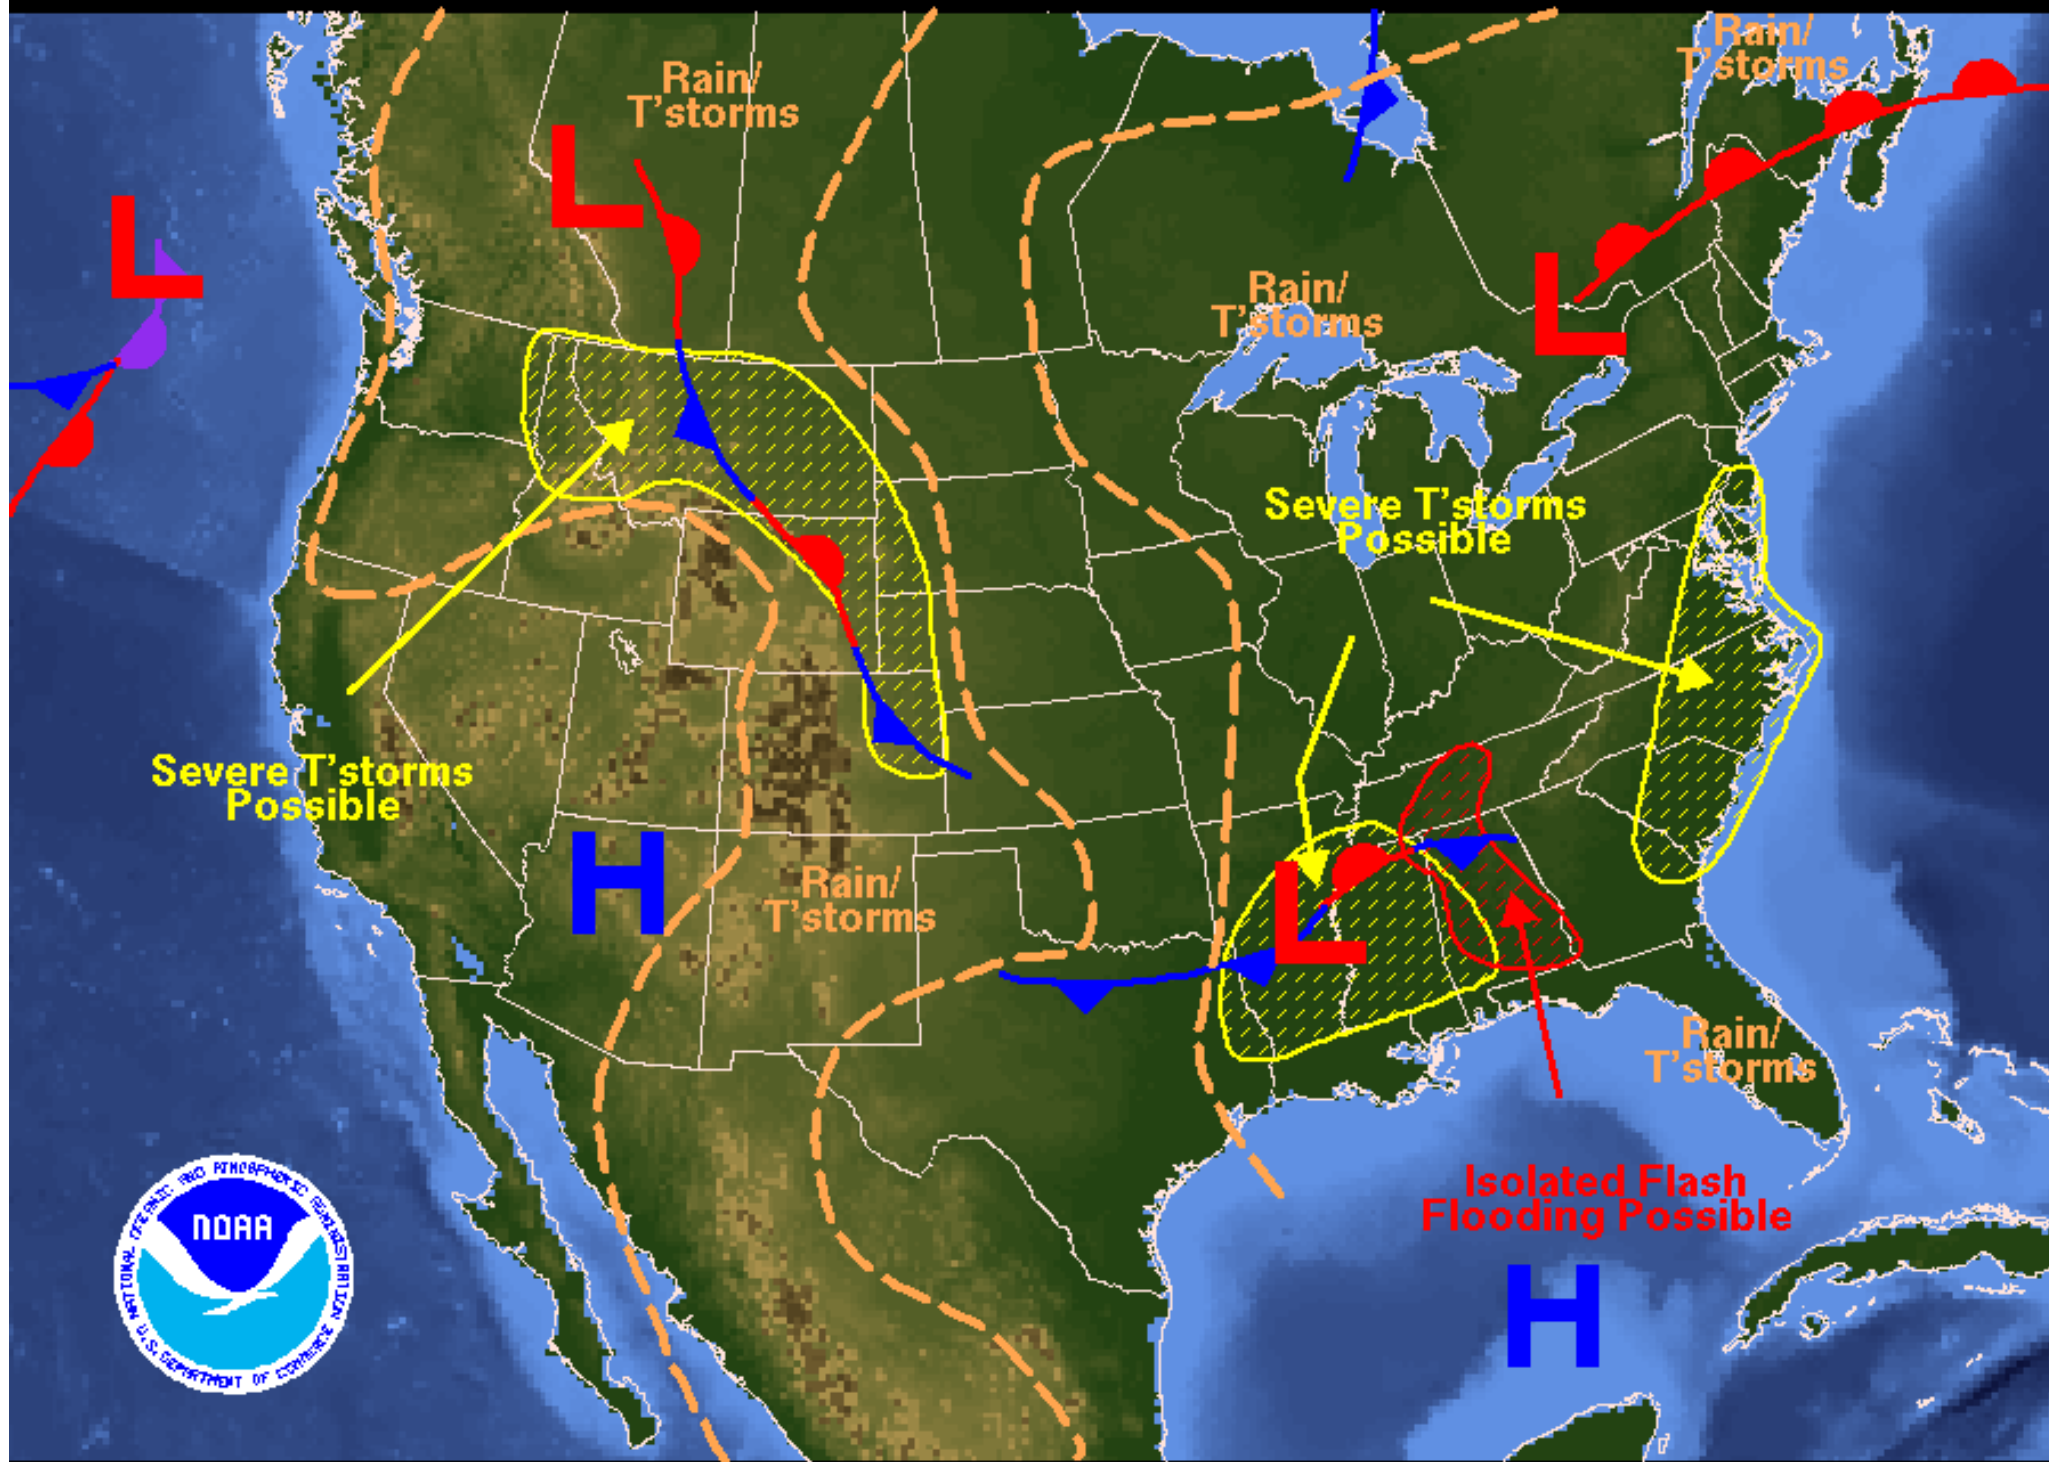 Rain/
T'storms
Rain/
T'storms
L
L
L
Rain/
T'storms
Severe T'storms
Possible
Severe T'storms
Possible
H
Rain/
T'storms
L
Rain/
T'storms
Isolated Flash
Flooding Possible
H
NOAA
NATIONAL OCEANIC AND ATMOSPHERIC ADMINISTRATION
U.S. DEPARTMENT OF COMMERCE